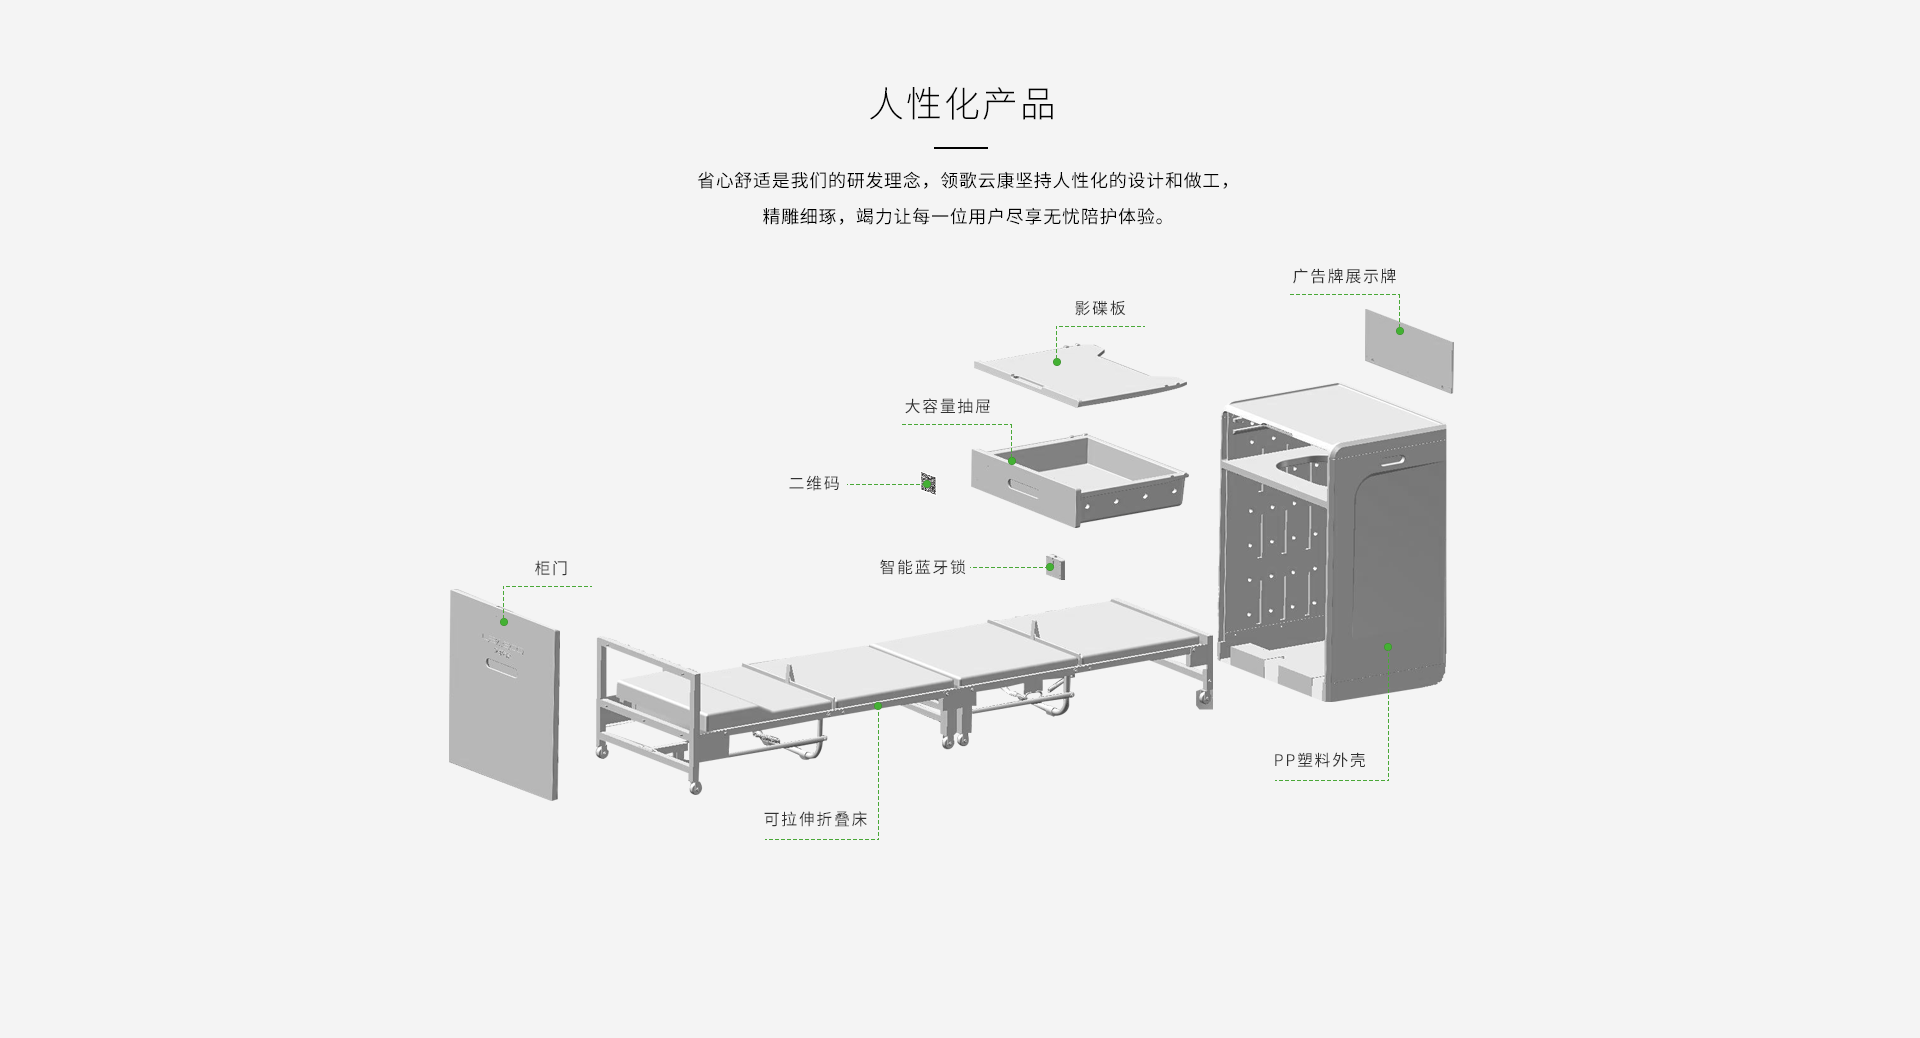 人性化产品
省心舒适是我们的研发理念，领歌云康坚持人性化的设计和做工，
精雕细琢，竭力让每一位用户尽享无忧陪护体验。
广告牌展示牌
影碟板
大容量抽屉
二维码
智能蓝牙锁
柜门
PP塑料外壳
可拉伸折叠床